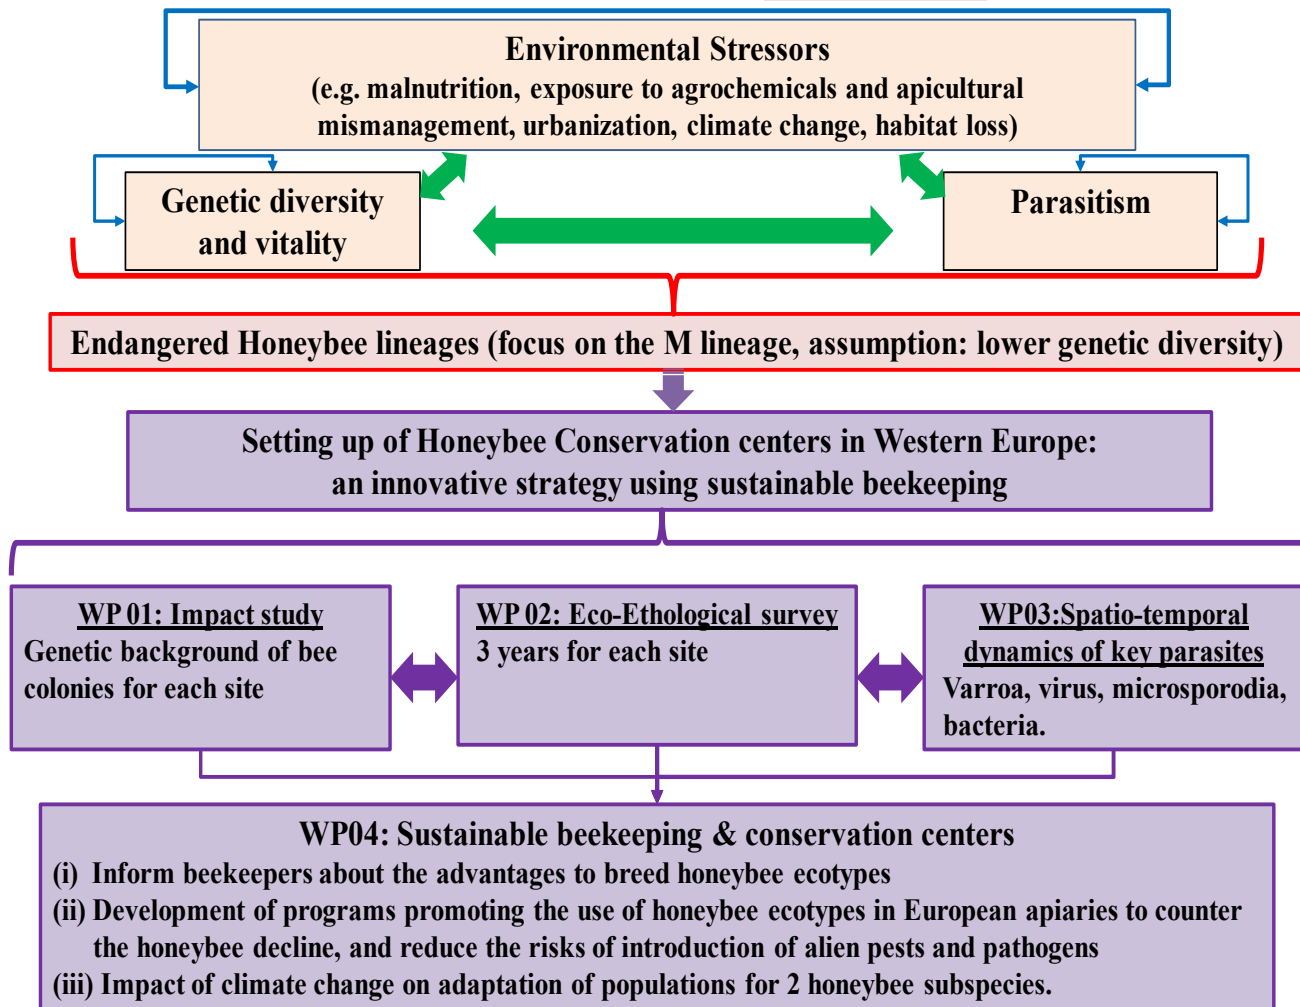 Environmental Stressors
(e.g. malnutrition, exposure to agrochemicals and apicultural
mismanagement, urbanization, climate change, habitat loss)
Genetic diversity
and vitality
Parasitism
Endangered Honeybee lineages (focus on the M lineage, assumption: lower genetic diversity)
Setting up of Honeybee Conservation centers in Western Europe:
an innovative strategy using sustainable beekeeping
WP 01: Impact study
Genetic background of bee
colonies for each site
WP 02: Eco-Ethological survey
3 years for each site
WP03:Spatio-temporal
dynamics of key parasites
Varroa, virus, microsporodia,
bacteria.
WP04: Sustainable beekeeping & conservation centers
(i) Inform beekeepers about the advantages to breed honeybee ecotypes
(ii) Development of programs promoting the use of honeybee ecotypes in European apiaries to counter
the honeybee decline, and reduce the risks of introduction of alien pests and pathogens
(iii) Impact of climate change on adaptation of populations for 2 honeybee subspecies.